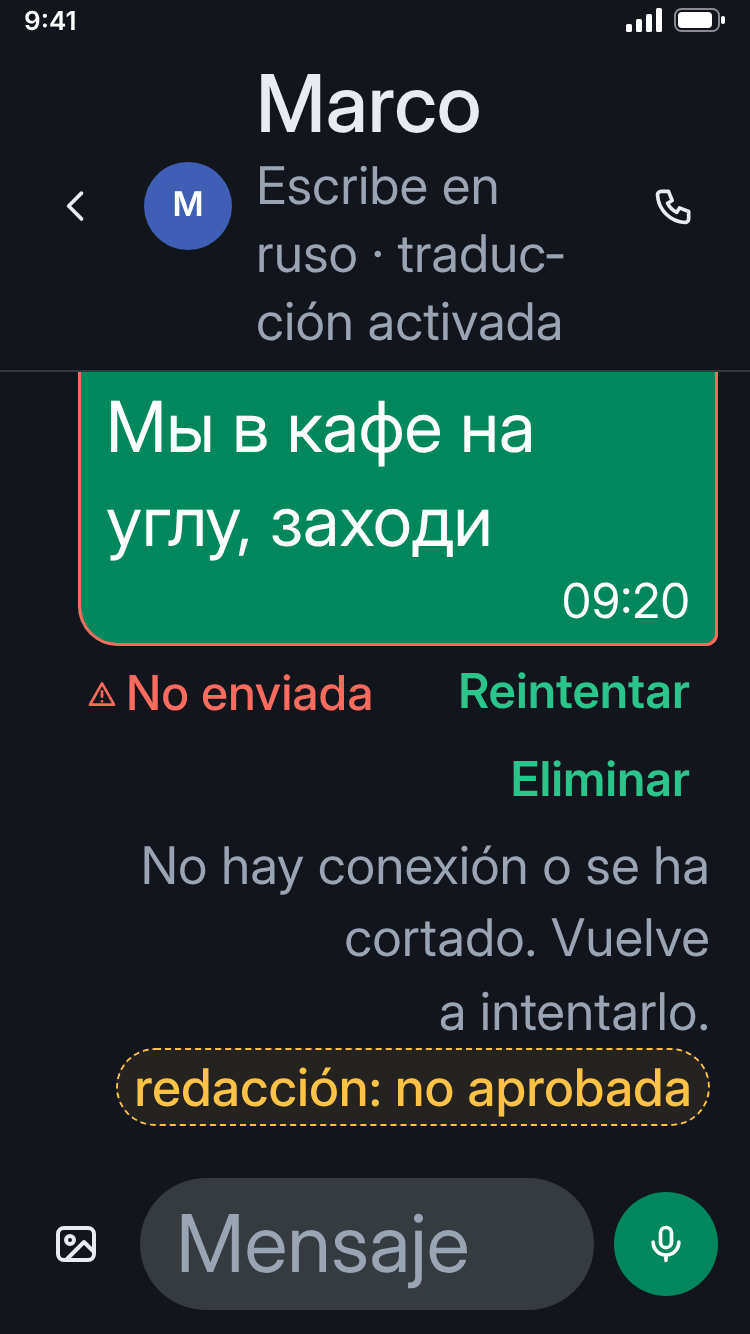 9:41
Marco
M
Escribe en
ruso · traduc-
ción activada
Мы в кафе на
углу, заходи
09:20
No enviada
Reintentar
Eliminar
No hay conexión o se ha
cortado. Vuelve
a intentarlo.
redacción: no aprobada
Mensaje